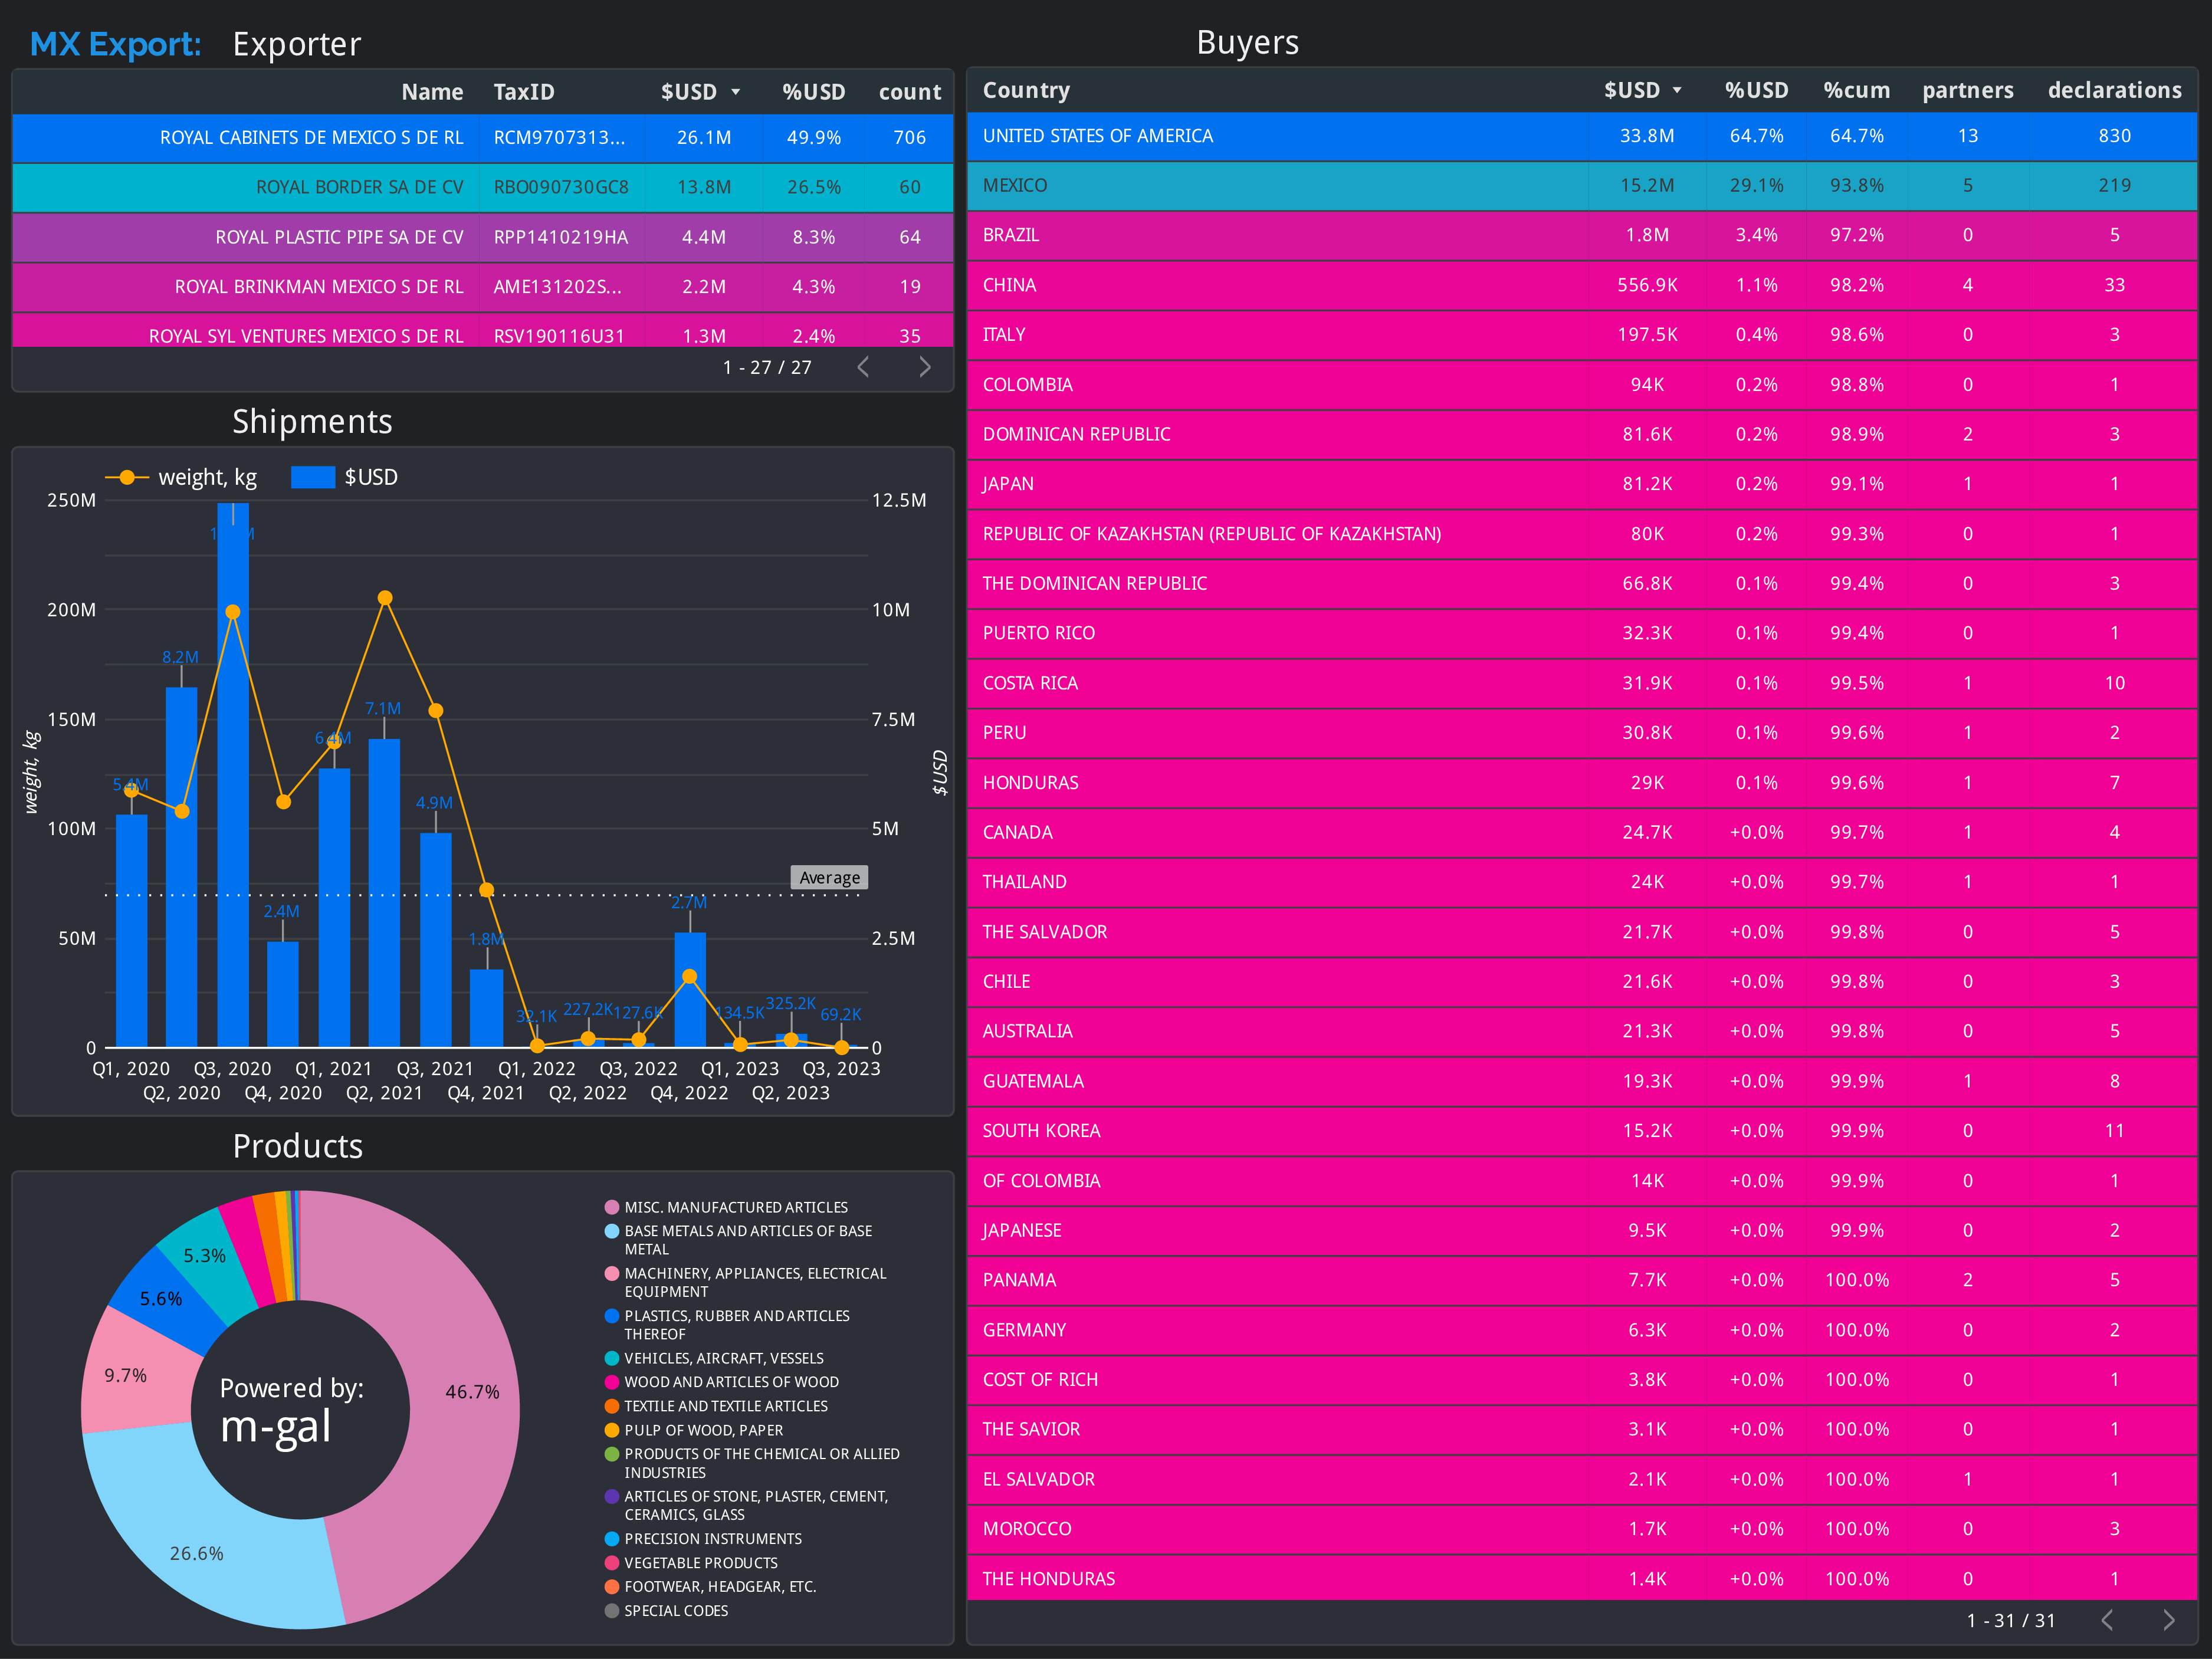 MX Export: Exporter
Name TaxID $USD %USD count
ROYAL CABINETS DE MEXICO S DE RL RCM9707313... 26.1M 49.9% 706
ROYAL BORDER SA DE CV RBO090730GC8 13.8M 26.5% 60
ROYAL PLASTIC PIPE SA DE CV RPP1410219HA 4.4M 8.3% 64
ROYAL BRINKMAN MEXICO S DE RL AME131202S... 2.2M 4.3% 19
ROYAL SYL VENTURES MEXICO S DE RL RSV190116U31 1.3M 2.4% 35
1 - 27 / 27
Shipments
weight, kg $USD
250M 12.5M
200M 10M
150M 7.5M
100M 5M
50M 2.5M
0 0
weight, kg
$USD
5.4M
8.2M
2.4M
6.4M
7.1M
4.9M
1.8M
32.1K
227.2K
127.6K
2.7M
134.5K
325.2K
69.2K
Average
Q1, 2020 Q3, 2020 Q1, 2021 Q3, 2021 Q1, 2022 Q3, 2022 Q1, 2023 Q3, 2023
Q2, 2020 Q4, 2020 Q2, 2021 Q4, 2021 Q2, 2022 Q4, 2022 Q2, 2023
Products
46.7%
26.6%
9.7%
5.6%
5.3%
Powered by:
m-gal
MISC. MANUFACTURED ARTICLES
BASE METALS AND ARTICLES OF BASE
METAL
MACHINERY, APPLIANCES, ELECTRICAL
EQUIPMENT
PLASTICS, RUBBER AND ARTICLES
THEREOF
VEHICLES, AIRCRAFT, VESSELS
WOOD AND ARTICLES OF WOOD
TEXTILE AND TEXTILE ARTICLES
PULP OF WOOD, PAPER
PRODUCTS OF THE CHEMICAL OR ALLIED
INDUSTRIES
ARTICLES OF STONE, PLASTER, CEMENT,
CERAMICS, GLASS
PRECISION INSTRUMENTS
VEGETABLE PRODUCTS
FOOTWEAR, HEADGEAR, ETC.
SPECIAL CODES
Buyers
Country $USD %USD %cum partners declarations
UNITED STATES OF AMERICA 33.8M 64.7% 64.7% 13 830
MEXICO 15.2M 29.1% 93.8% 5 219
BRAZIL 1.8M 3.4% 97.2% 0 5
CHINA 556.9K 1.1% 98.2% 4 33
ITALY 197.5K 0.4% 98.6% 0 3
COLOMBIA 94K 0.2% 98.8% 0 1
DOMINICAN REPUBLIC 81.6K 0.2% 98.9% 2 3
JAPAN 81.2K 0.2% 99.1% 1 1
REPUBLIC OF KAZAKHSTAN (REPUBLIC OF KAZAKHSTAN) 80K 0.2% 99.3% 0 1
THE DOMINICAN REPUBLIC 66.8K 0.1% 99.4% 0 3
PUERTO RICO 32.3K 0.1% 99.4% 0 1
COSTA RICA 31.9K 0.1% 99.5% 1 10
PERU 30.8K 0.1% 99.6% 1 2
HONDURAS 29K 0.1% 99.6% 1 7
CANADA 24.7K +0.0% 99.7% 1 4
THAILAND 24K +0.0% 99.7% 1 1
THE SALVADOR 21.7K +0.0% 99.8% 0 5
CHILE 21.6K +0.0% 99.8% 0 3
AUSTRALIA 21.3K +0.0% 99.8% 0 5
GUATEMALA 19.3K +0.0% 99.9% 1 8
SOUTH KOREA 15.2K +0.0% 99.9% 0 11
OF COLOMBIA 14K +0.0% 99.9% 0 1
JAPANESE 9.5K +0.0% 99.9% 0 2
PANAMA 7.7K +0.0% 100.0% 2 5
GERMANY 6.3K +0.0% 100.0% 0 2
COST OF RICH 3.8K +0.0% 100.0% 0 1
THE SAVIOR 3.1K +0.0% 100.0% 0 1
EL SALVADOR 2.1K +0.0% 100.0% 1 1
MOROCCO 1.7K +0.0% 100.0% 0 3
THE HONDURAS 1.4K +0.0% 100.0% 0 1
1 - 31 / 31